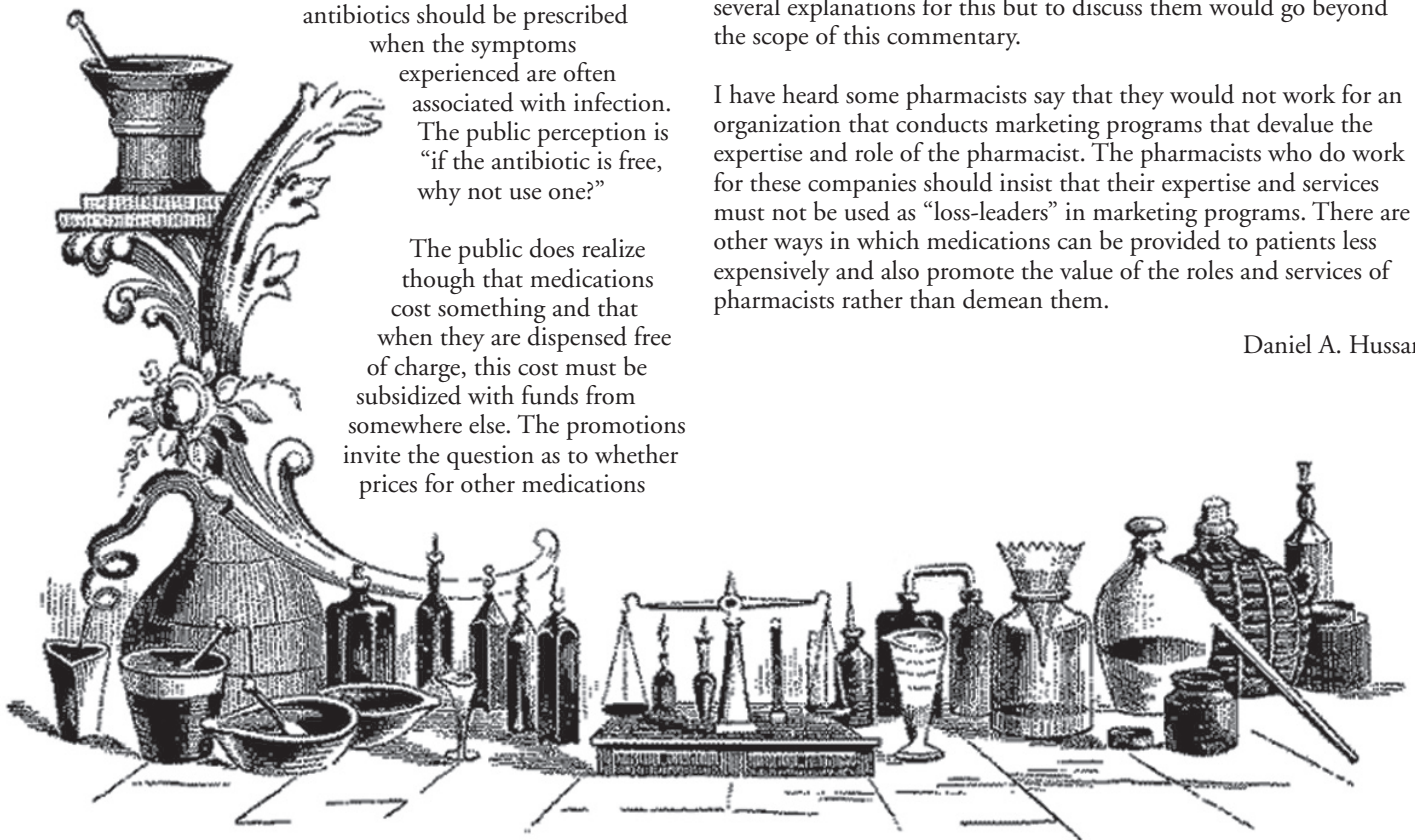 antibiotics should be prescribed
when the symptoms
experienced are often
associated with infection.
The public perception is
“if the antibiotic is free,
why not use one?”
The public does realize
though that medications
cost something and that
when they are dispensed free
of charge, this cost must be
subsidized with funds from
somewhere else. The promotions
invite the question as to whether
prices for other medications
several explanations for this but to discuss them would go beyond
the scope of this commentary.
I have heard some pharmacists say that they would not work for an
organization that conducts marketing programs that devalue the
expertise and role of the pharmacist. The pharmacists who do work
for these companies should insist that their expertise and services
must not be used as “loss-leaders” in marketing programs. There are
other ways in which medications can be provided to patients less
expensively and also promote the value of the roles and services of
pharmacists rather than demean them.
Daniel A. Hussar